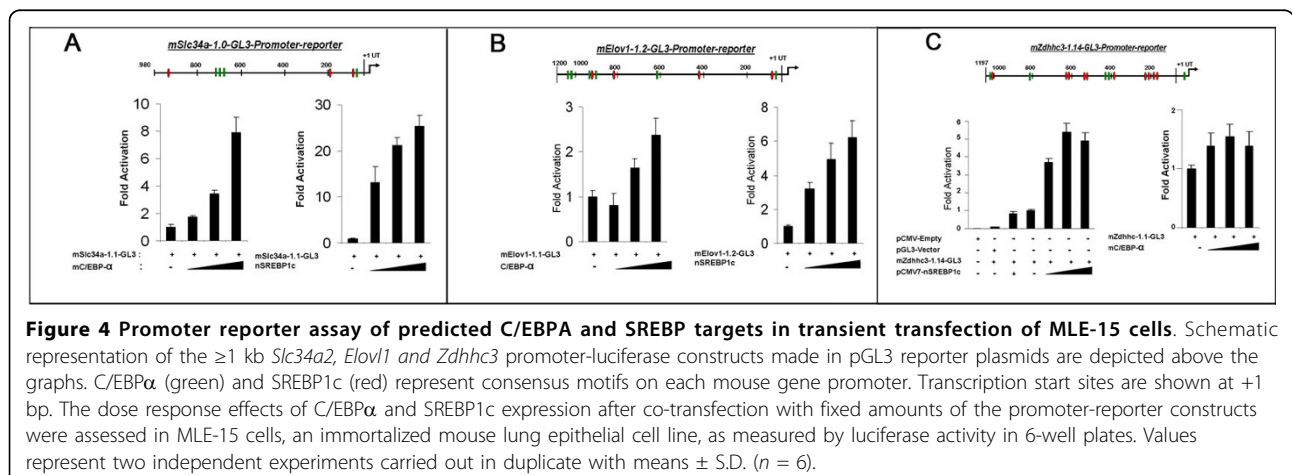 A
mSlc34a-1.0-GL3-Promoter-reporter
.980 800 600 200 +1 UT
10
8
6
4
2
0
Fold Activation
30
20
10
0
Fold Activation
mSlc34a-1.1-GL3 : + + + +
mC/EBP-α : -
mSlc34a-1.1-GL3 + + + +
nSREBP1c -
B
mElov1-1.2-GL3-Promoter-reporter
1200 1000 800 600 400 200 +1 UT
3
2
1
0
Fold Activation
8
6
4
2
0
Fold Activation
mElov1-1.1-GL3 + + + +
C/EBP-α -
mElov1-1.2-GL3 + + + +
nSREBP1c -
C
mZdhhc3-1.14-GL3-Promoter-reporter
1197 1000 800 600 400 200 +1 UT
6
5
4
3
2
1
0
Fold Activation
2
1
0
Fold Activation
pCMV-Empty + + + -
pGL3-Vector
mZdhhc3-1.14-GL3
pCMV7-nSREBP1c
mZdhhc-1.1-GL3 + + + +
mC/EBP-α -
Figure 4 Promoter reporter assay of predicted C/EBPA and SREBP targets in transient transfection of MLE-15 cells. Schematic
representation of the ≥1 kb Slc34a2, Elovl1 and Zdhhc3 promoter-luciferase constructs made in pGL3 reporter plasmids are depicted above the
graphs. C/EBPα (green) and SREBP1c (red) represent consensus motifs on each mouse gene promoter. Transcription start sites are shown at +1
bp. The dose response effects of C/EBPα and SREBP1c expression after co-transfection with fixed amounts of the promoter-reporter constructs
were assessed in MLE-15 cells, an immortalized mouse lung epithelial cell line, as measured by luciferase activity in 6-well plates. Values
represent two independent experiments carried out in duplicate with means ± S.D. (n = 6).